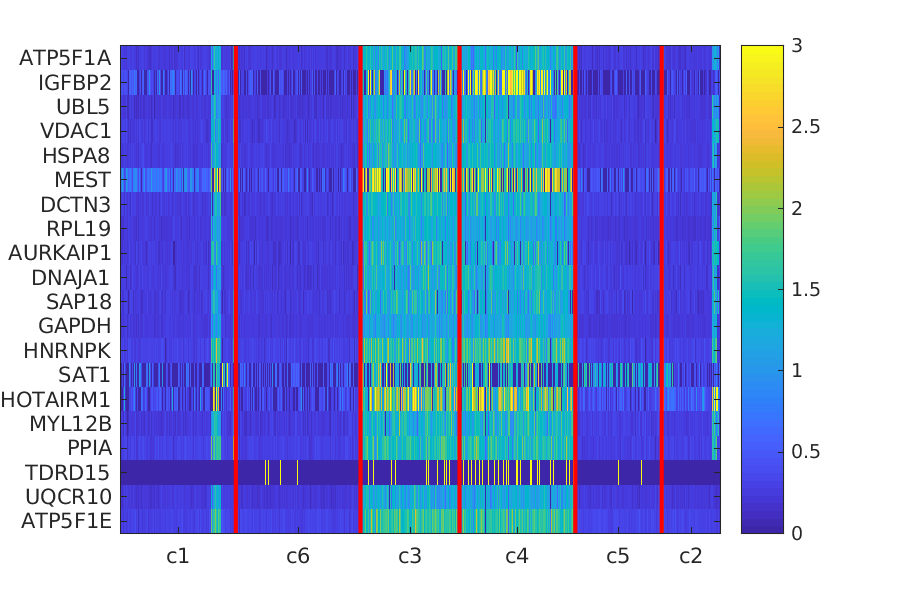 ATP5F1A
IGFBP2
UBL5
VDAC1
HSPA8
MEST
DCTN3
RPL19
AURKAIP1
DNAJA1
SAP18
GAPDH
HNRNPK
SAT1
HOTAIRM1
MYL12B
PPIA
TDRD15
UQCR10
ATP5F1E
c1 c6 c3 c4 c5 c2
3
2.5
2
1.5
1
0.5
0